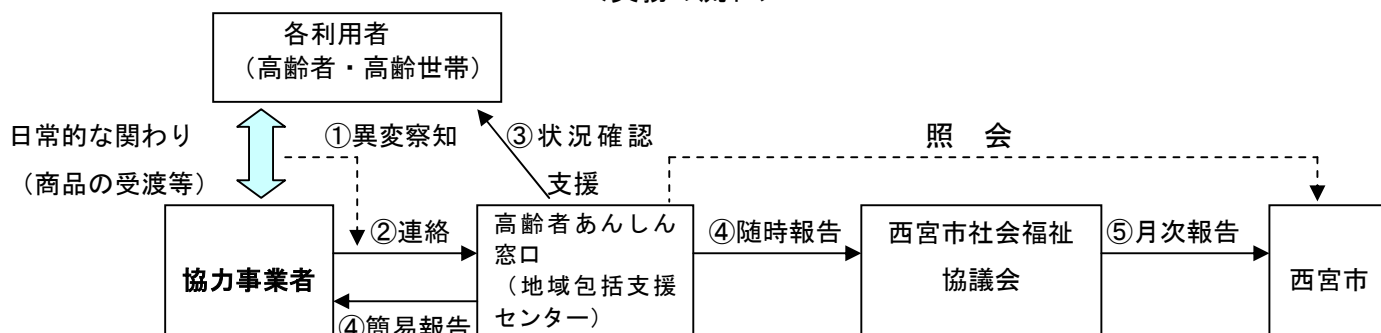 各利用者
（高齢者・高齢世帯）
日常的な関わり
（商品の受渡等）
①異変察知
③状況確認
支援
照　会
協力事業者
②連絡
④簡易報告
高齢者あんしん
窓口
（地域包括支援
センター）
④随時報告
西宮市社会福祉
協議会
⑤月次報告
西宮市